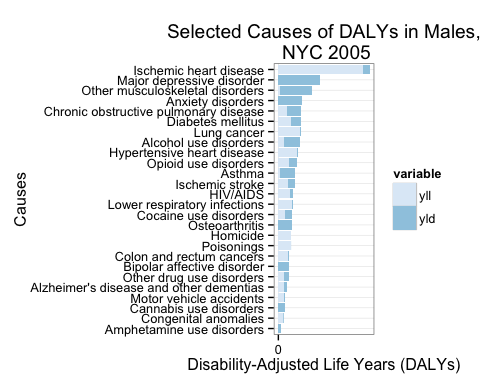 Selected Causes of DALYs in Males,
NYC 2005
Causes
Ischemic heart disease
Major depressive disorder
Other musculoskeletal disorders
Anxiety disorders
Chronic obstructive pulmonary disease
Diabetes mellitus
Lung cancer
Alcohol use disorders
Hypertensive heart disease
Opioid use disorders
Asthma
Ischemic stroke
HIV/AIDS
Lower respiratory infections
Cocaine use disorders
Osteoarthritis
Homicide
Poisonings
Colon and rectum cancers
Bipolar affective disorder
Other drug use disorders
Alzheimer's disease and other dementias
Motor vehicle accidents
Cannabis use disorders
Congenital anomalies
Amphetamine use disorders
0
Disability-Adjusted Life Years (DALYs)
variable
yll
yld